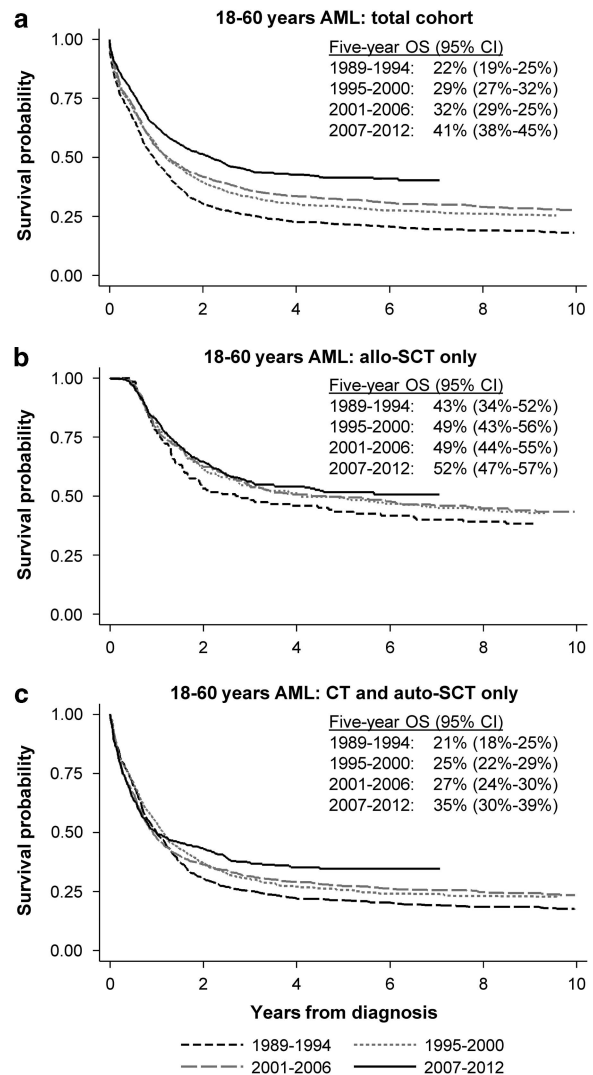 a 18-60 years AML: total cohort
Five-year OS (95% CI)
1989-1994: 22% (19%-25%)
1995-2000: 29% (27%-32%)
2001-2006: 32% (29%-25%)
2007-2012: 41% (38%-45%)
Survival probability
1.00
0.75
0.50
0.25
0.00
0 2 4 6 8 10
b 18-60 years AML: allo-SCT only
Five-year OS (95% CI)
1989-1994: 43% (34%-52%)
1995-2000: 49% (43%-56%)
2001-2006: 49% (44%-55%)
2007-2012: 52% (47%-57%)
Survival probability
1.00
0.75
0.50
0.25
0.00
0 2 4 6 8 10
c 18-60 years AML: CT and auto-SCT only
Five-year OS (95% CI)
1989-1994: 21% (18%-25%)
1995-2000: 25% (22%-29%)
2001-2006: 27% (24%-30%)
2007-2012: 35% (30%-39%)
Survival probability
1.00
0.75
0.50
0.25
0.00
0 2 4 6 8 10
Years from diagnosis
1989-1994 1995-2000
2001-2006 2007-2012